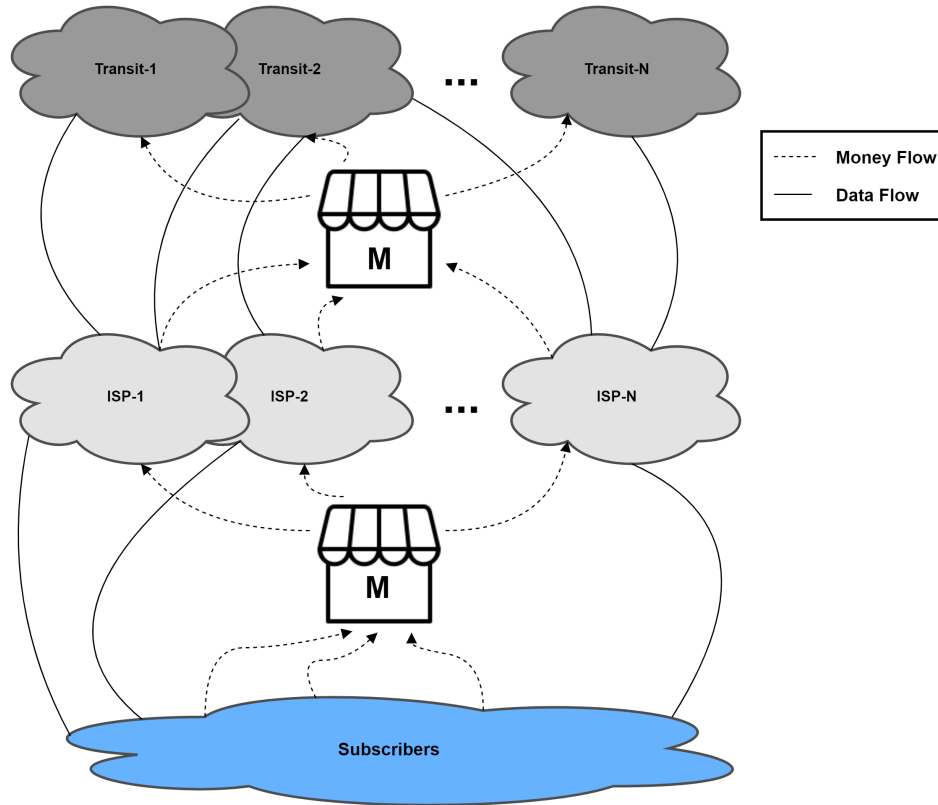 Transit-1
Transit-2
...
Transit-N
Money Flow
Data Flow
M
ISP-1
ISP-2
...
ISP-N
M
Subscribers